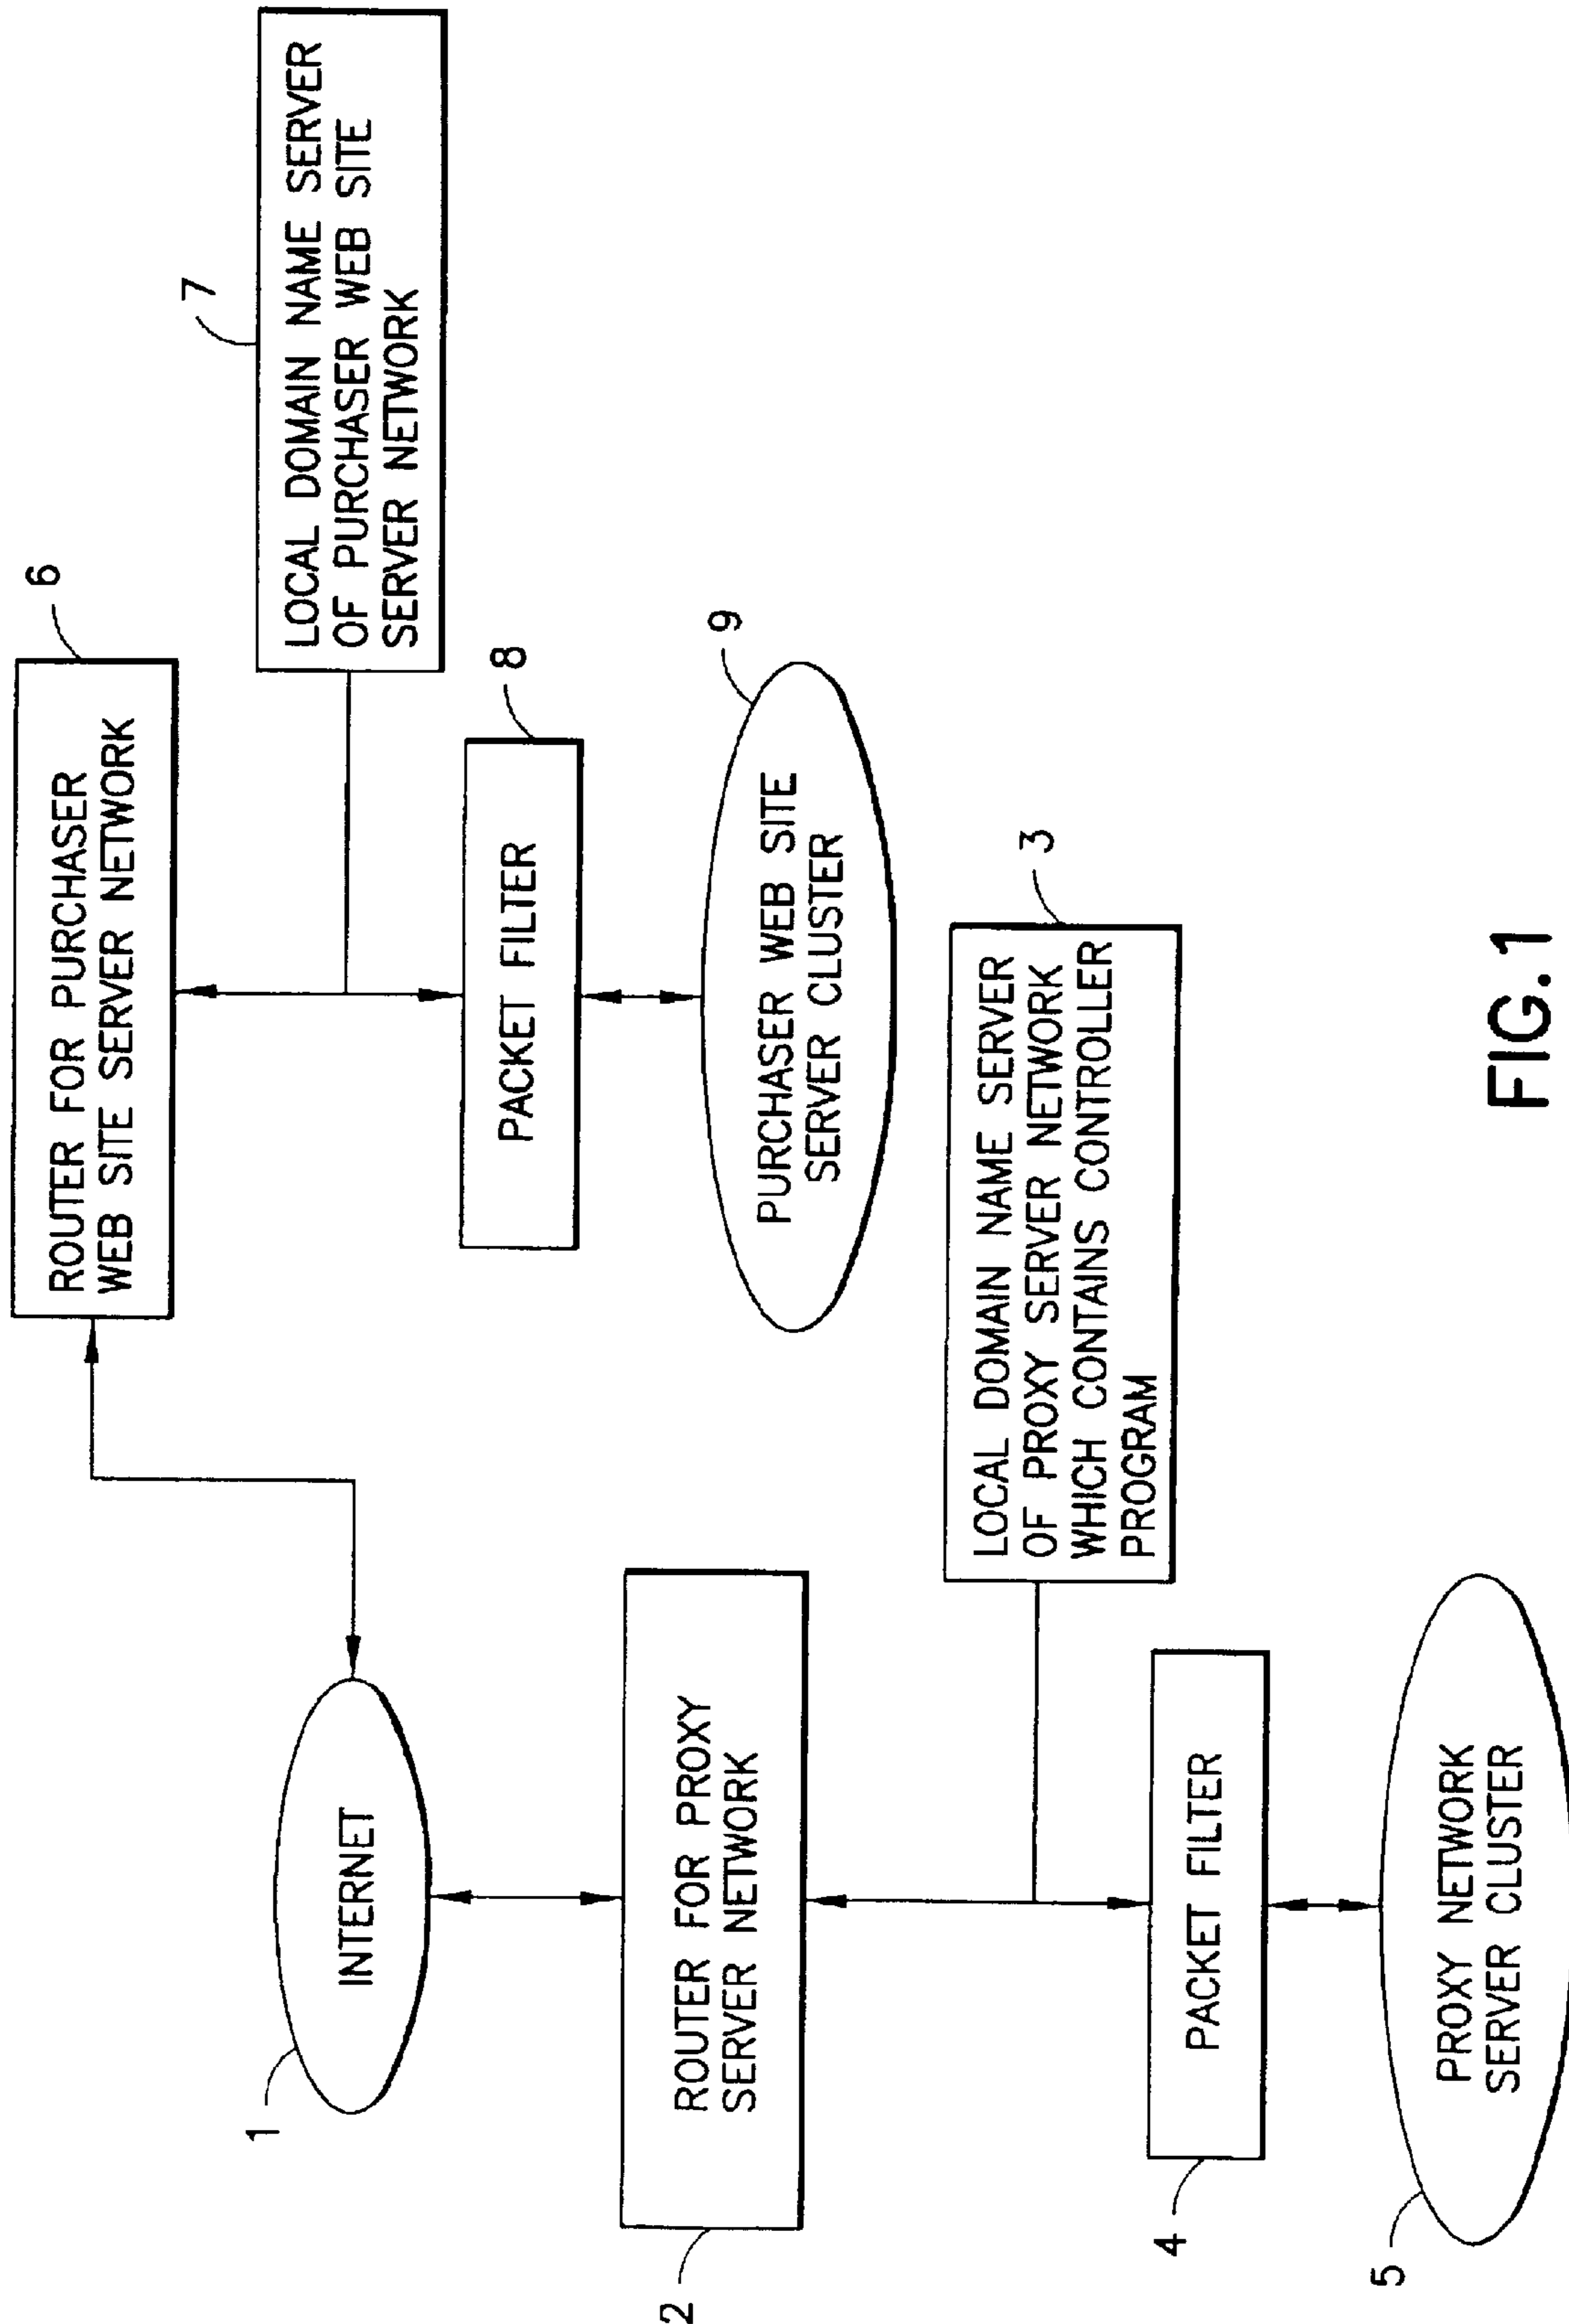 1
INTERNET
2
ROUTER FOR PROXY
SERVER NETWORK
3
LOCAL DOMAIN NAME SERVER
OF PROXY SERVER NETWORK
WHICH CONTAINS CONTROLLER
PROGRAM
4
PACKET FILTER
5
PROXY NETWORK
SERVER CLUSTER
6
ROUTER FOR PURCHASER
WEB SITE SERVER NETWORK
7
LOCAL DOMAIN NAME SERVER
OF PURCHASER WEB SITE
SERVER NETWORK
8
PACKET FILTER
9
PURCHASER WEB SITE
SERVER CLUSTER
FIG.1